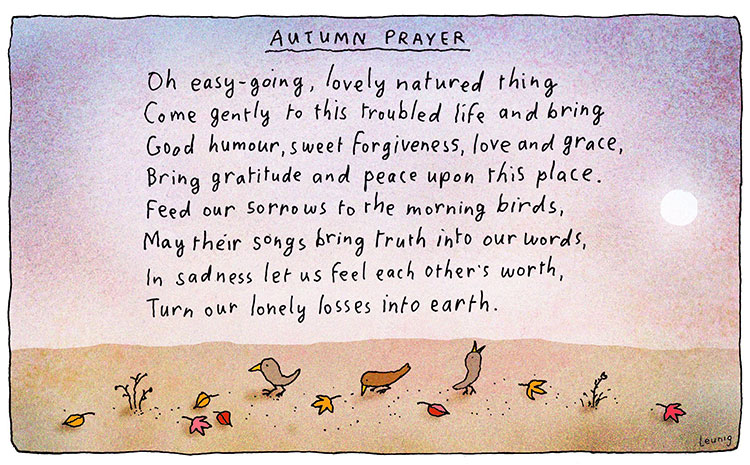 AUTUMN PRAYER
Oh easy-going, lovely natured thing
Come gently to this troubled life and bring
Good humour, sweet forgiveness, love and grace,
Bring gratitude and peace upon this place.
Feed our sorrows to the morning birds,
May their songs bring truth into our words,
In sadness let us feel each other's worth,
Turn our lonely losses into earth.
Leunig